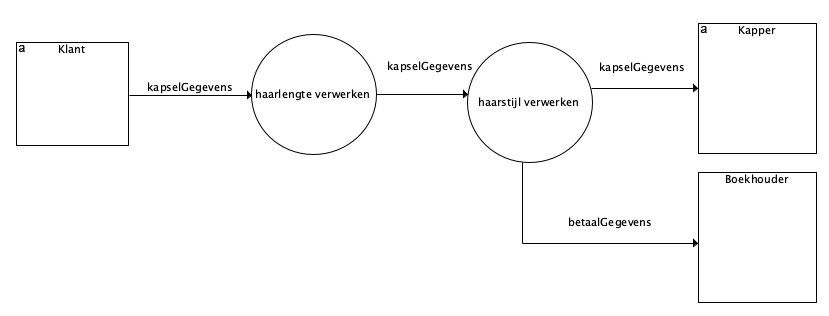 a
Klant
kapselGegevens
haarlengte verwerken
kapselGegevens
haarstijl verwerken
kapselGegevens
a
Kapper
betaalGegevens
Boekhouder